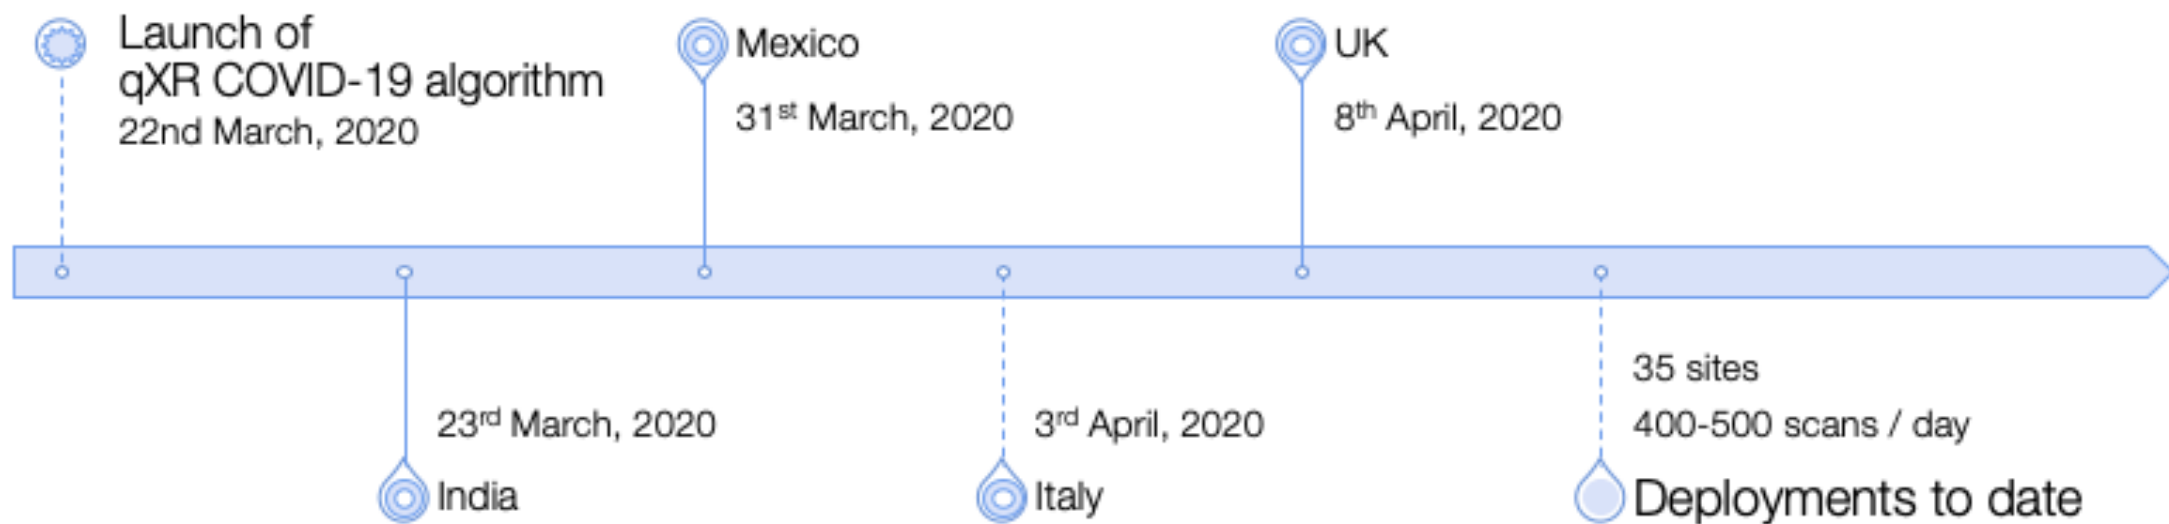 Launch of
qXR COVID-19 algorithm
22nd March, 2020
Mexico
31st March, 2020
UK
8th April, 2020
23rd March, 2020
India
3rd April, 2020
Italy
35 sites
400-500 scans / day
Deployments to date